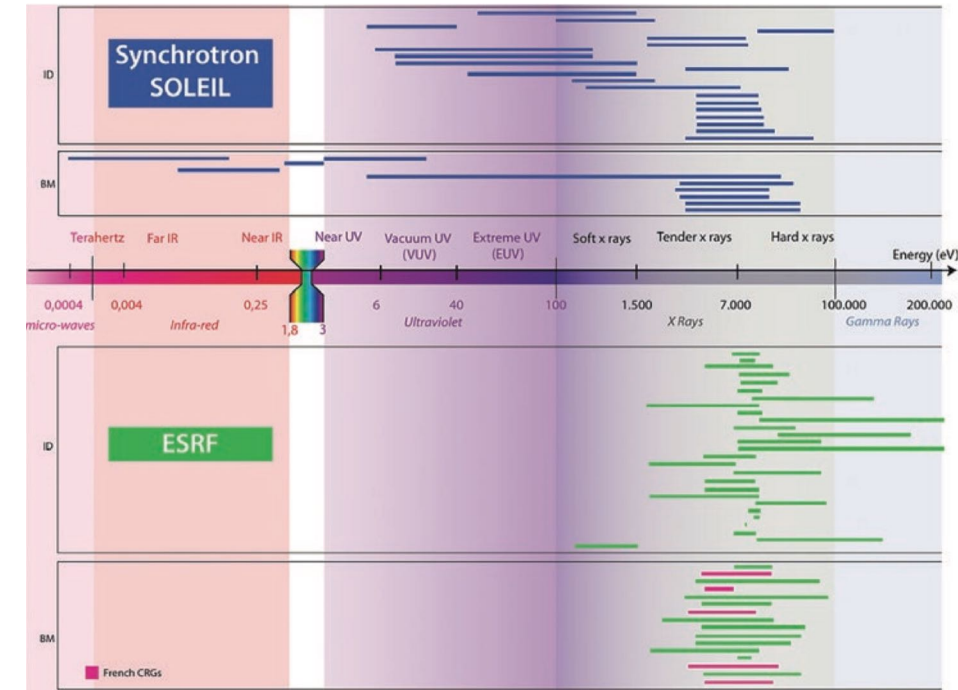 Synchrotron
SOLEIL
ID
BM
Terahertz Far IR Near IR Near UV Vacuum UV Extreme UV Soft x rays Tender x rays Hard x rays
(VUV) (EUV)
Energy (eV)
0,0004 0,004 0,25 1,8 3 6 40 100 1.500 7.000 100.000 200.000
micro-waves Infra-red Ultraviolet X Rays Gamma Rays
ID
ESRF
BM
French CRGs